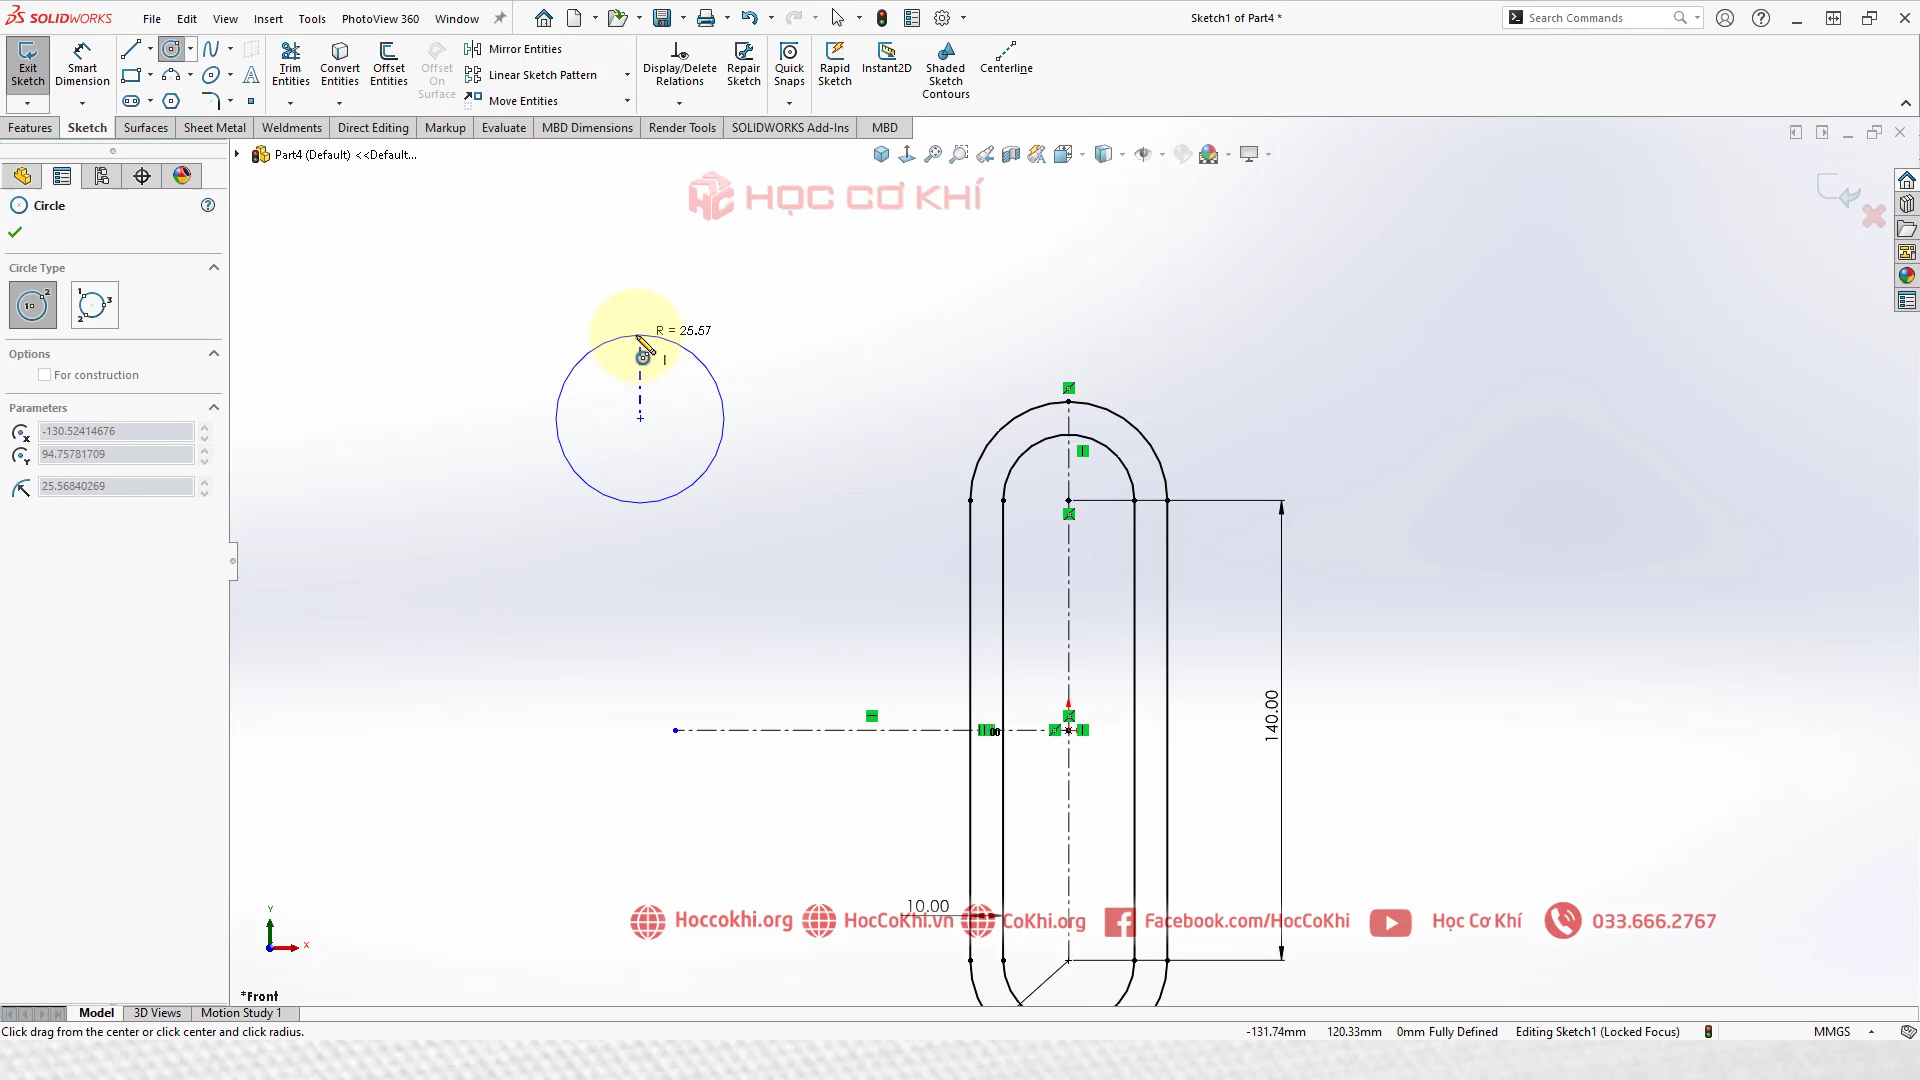 SOLIDWORKS
File
Edit
View
Insert
Tools
PhotoView 360
Window
Sketch1 of Part4 *
Search Commands
Exit Sketch
Smart Dimension
Trim Entities
Convert Entities
Offset Entities
Offset On Surface
Mirror Entities
Linear Sketch Pattern
Move Entities
Display/Delete Relations
Repair Sketch
Quick Snaps
Rapid Sketch
Instant2D
Shaded Sketch Contours
Centerline
Features
Sketch
Surfaces
Sheet Metal
Weldments
Direct Editing
Markup
Evaluate
MBD Dimensions
Render Tools
SOLIDWORKS Add-Ins
MBD
Part4 (Default) <<Default...
HỌC CƠ KHÍ
Circle
Circle Type
Options
For construction
Parameters
-130.52414676
94.75781709
25.56840269
R = 25.57
140.00
10.00
Hoccokhi.org
HocCoKhi.vn
CoKhi.org
Facebook.com/HocCoKhi
Học Cơ Khí
033.666.2767
Y
X
*Front
Model
3D Views
Motion Study 1
Click drag from the center or click center and click radius.
-131.74mm
120.33mm
0mm
Fully Defined
Editing Sketch1 (Locked Focus)
MMGS